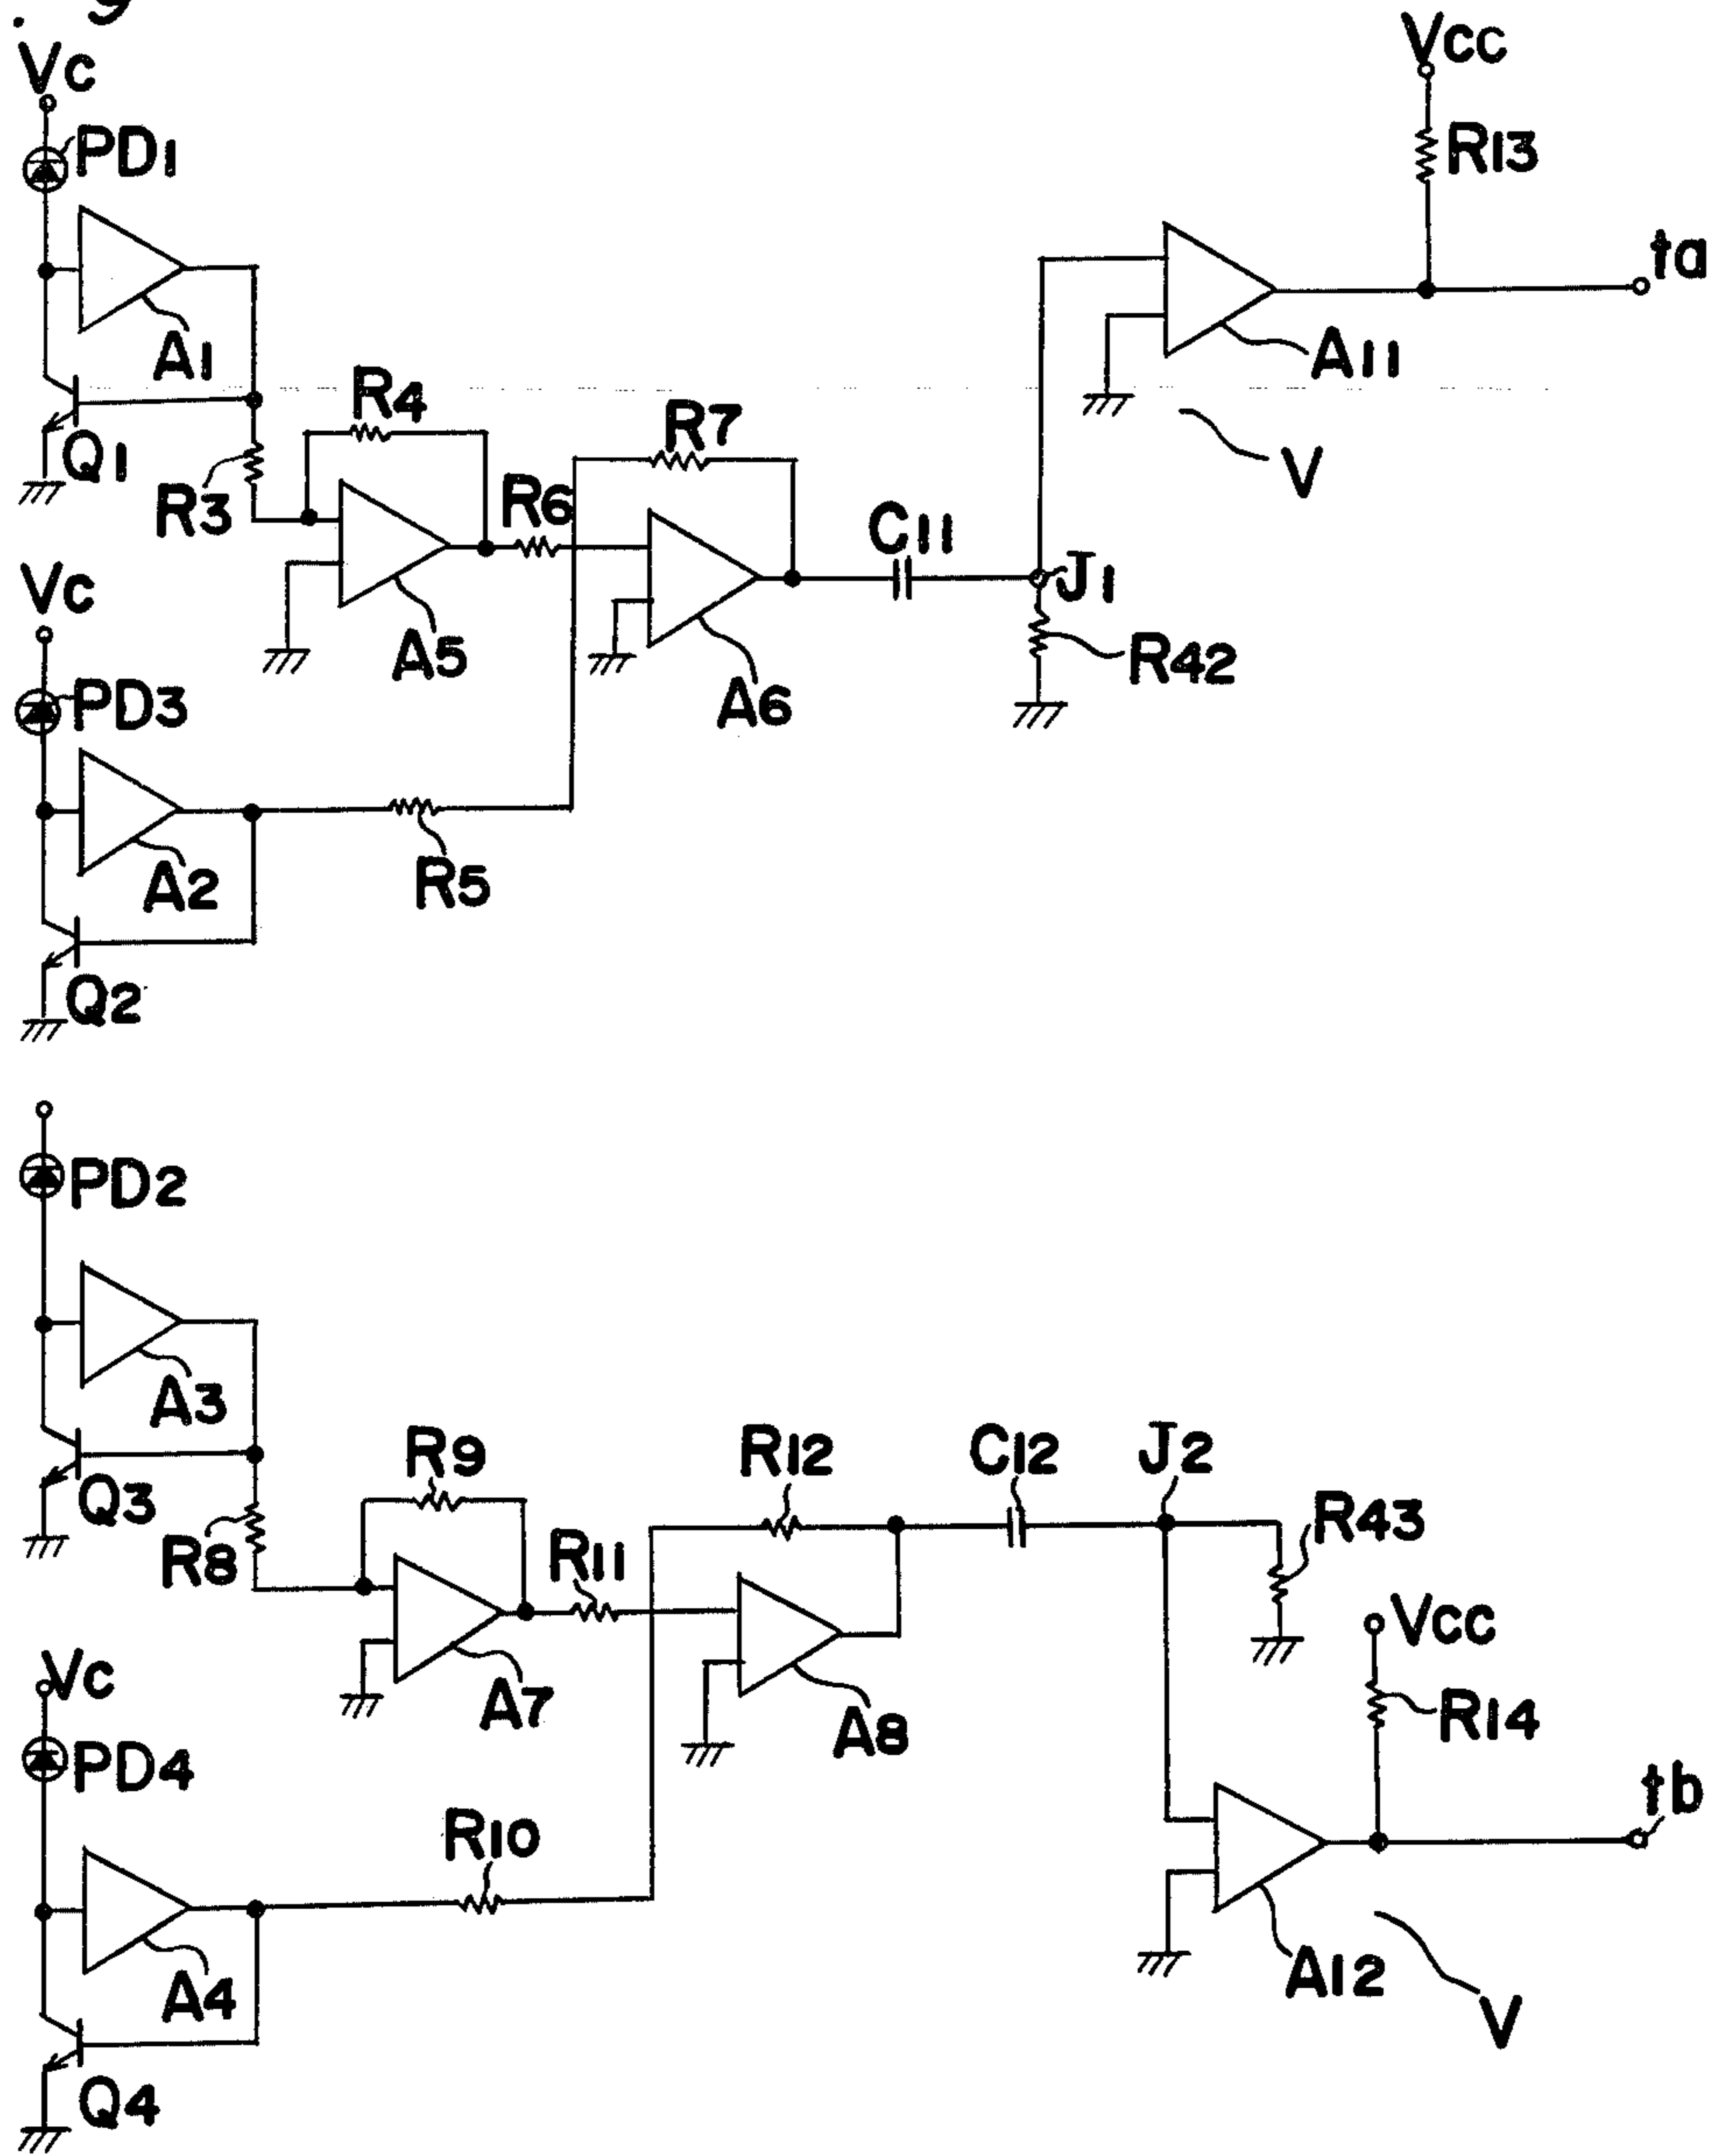 . 9
Vc
Vcc
PD1
R13
ta
A1
A11
R4
R7
Q1
V
R3
R6
C11
J1
Vc
A5
R42
PD3
A6
A2
R5
Q2
PD2
A3
R9
R12
C12
J2
Q3
R43
R8
R11
Vcc
Vc
A7
A8
R14
PD4
tb
R10
A4
A12
V
Q4